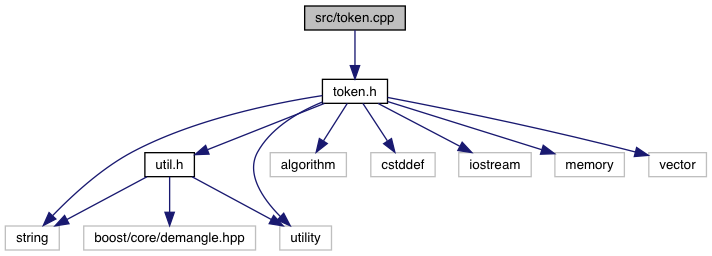 src/token.cpp
token.h
util.h
algorithm
cstddef
iostream
memory
vector
string
boost/core/demangle.hpp
utility